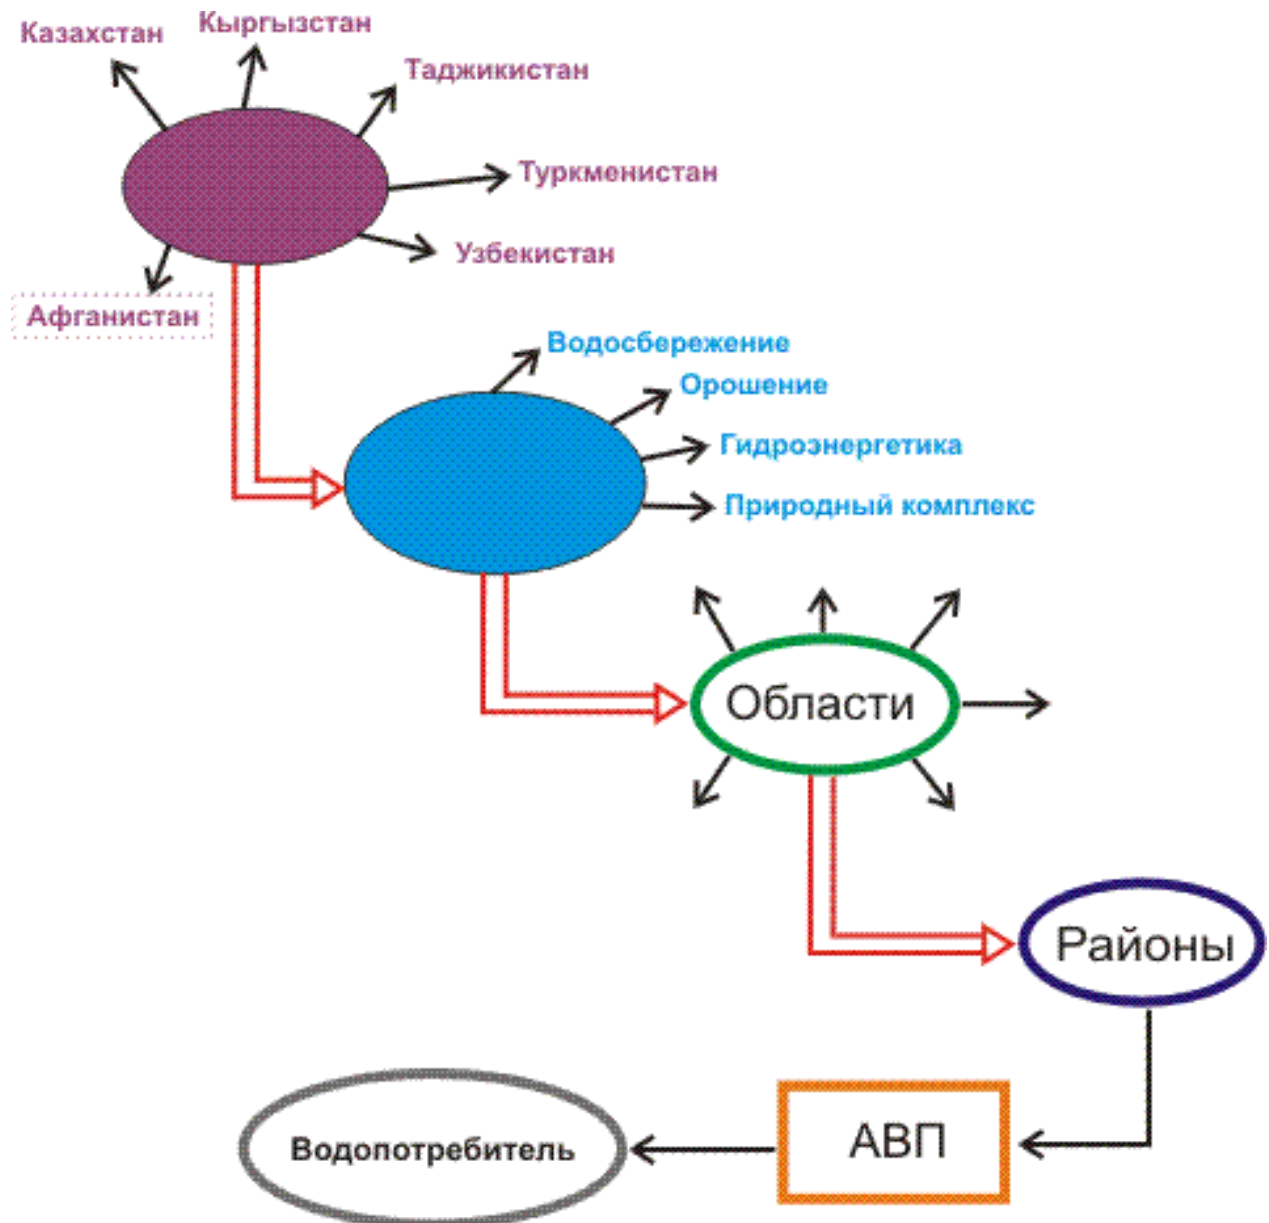 Казахстан
Кыргызстан
Таджикистан
Туркменистан
Узбекистан
Афганистан
Водосбережение
Орошение
Гидроэнергетика
Природный комплекс
Области
Районы
АВП
Водопотребитель